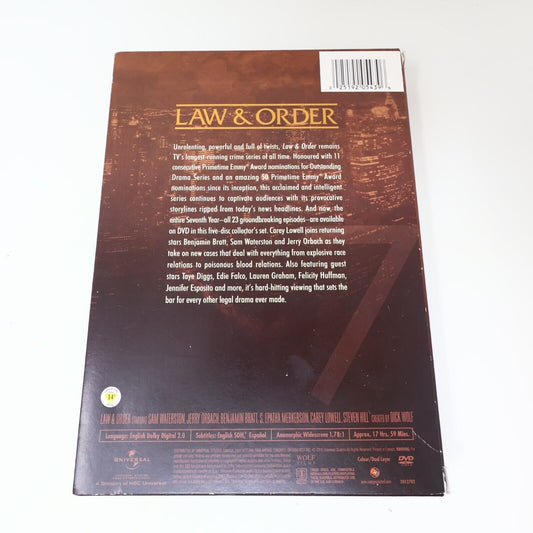 25192 05439
LAW & ORDER
Unrelenting, powerful and full of twists, Law & Order remains
TV's longest-running crime series of all time. Honoured with 11
consecutive Primetime Emmy® Award nominations for Outstanding
Drama Series and an amazing 50 Primetime Emmy® Award
nominations since its inception, this acclaimed and intelligent
series continues to captivate audiences with its provocative
storylines ripped from today's news headlines. And now, the
entire Seventh Year—all 23 groundbreaking episodes—are available
on DVD in this five-disc collector's set. Carey Lowell joins returning
stars Benjamin Bratt, Sam Waterston and Jerry Orbach as they
take on new cases that deal with everything from explosive race
relations to poisonous blood relations. Also featuring guest
stars Taye Diggs, Edie Falco, Lauren Graham, Felicity Huffman,
Jennifer Esposito and more, it's hard-hitting viewing that sets the
bar for every other legal drama ever made.
7
LAW & ORDER STARRING SAM WATERSTON, JERRY ORBACH, BENJAMIN BRATT, S. EPATHA MERKERSON, CAREY LOWELL, STEVEN HILL CREATED BY DICK WOLF
Language: English Dolby Digital 2.0 Subtitles: English SDH, Español Anamorphic Widescreen 1.78:1 Approx. 17 Hrs. 59 Mins.
UNIVERSAL
A Division of NBC Universal
WOLF
FILMS
Colour/Dual Layer
DVD